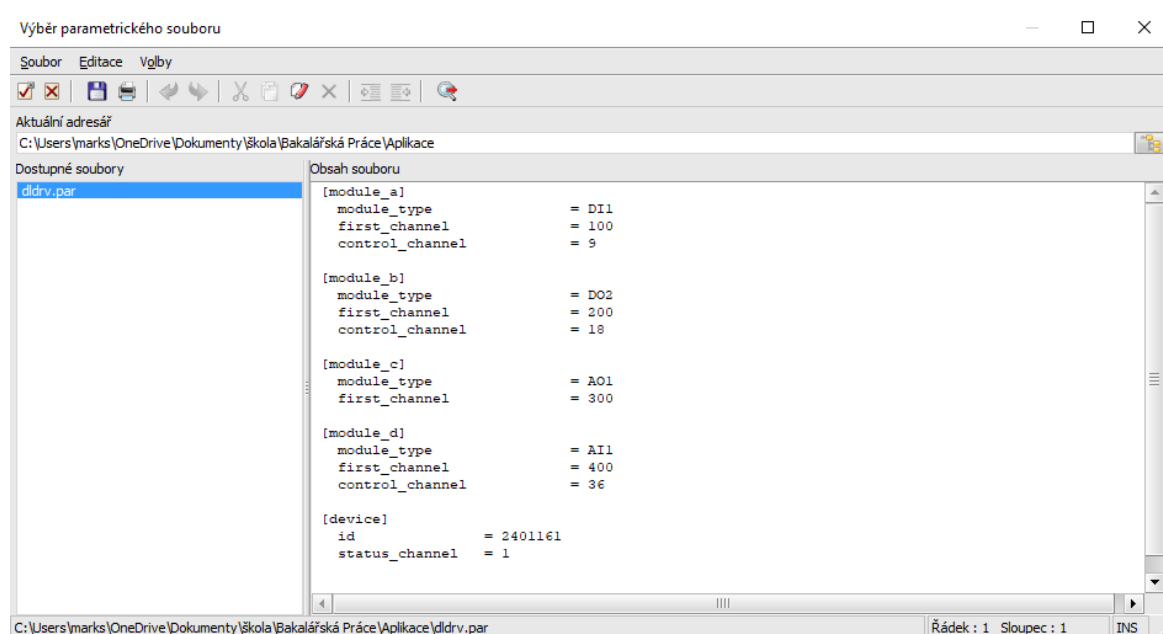 Výběr parametrického souboru
Soubor Editace Volby
Aktuální adresář
C:\Users\marks\OneDrive\Dokumenty\škola\Bakalářská Práce\Aplikace
Dostupné soubory
Obsah souboru
dldrv.par
[module_a]
module_type = DI1
first_channel = 100
control_channel = 9
[module_b]
module_type = DO2
first_channel = 200
control_channel = 18
[module_c]
module_type = AO1
first_channel = 300
[module_d]
module_type = AI1
first_channel = 400
control_channel = 36
[device]
id = 2401161
status_channel = 1
C:\Users\marks\OneDrive\Dokumenty\škola\Bakalářská Práce\Aplikace\dldrv.par
Řádek : 1 Sloupec : 1 INS